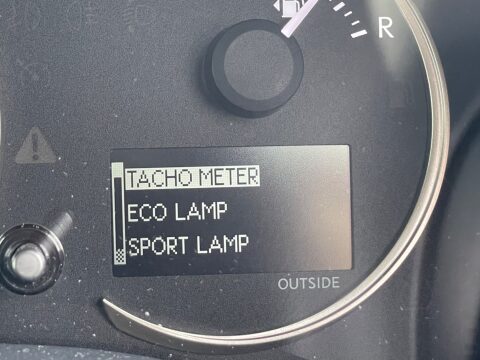 R
TACHO METER
ECO LAMP
SPORT LAMP
OUTSIDE